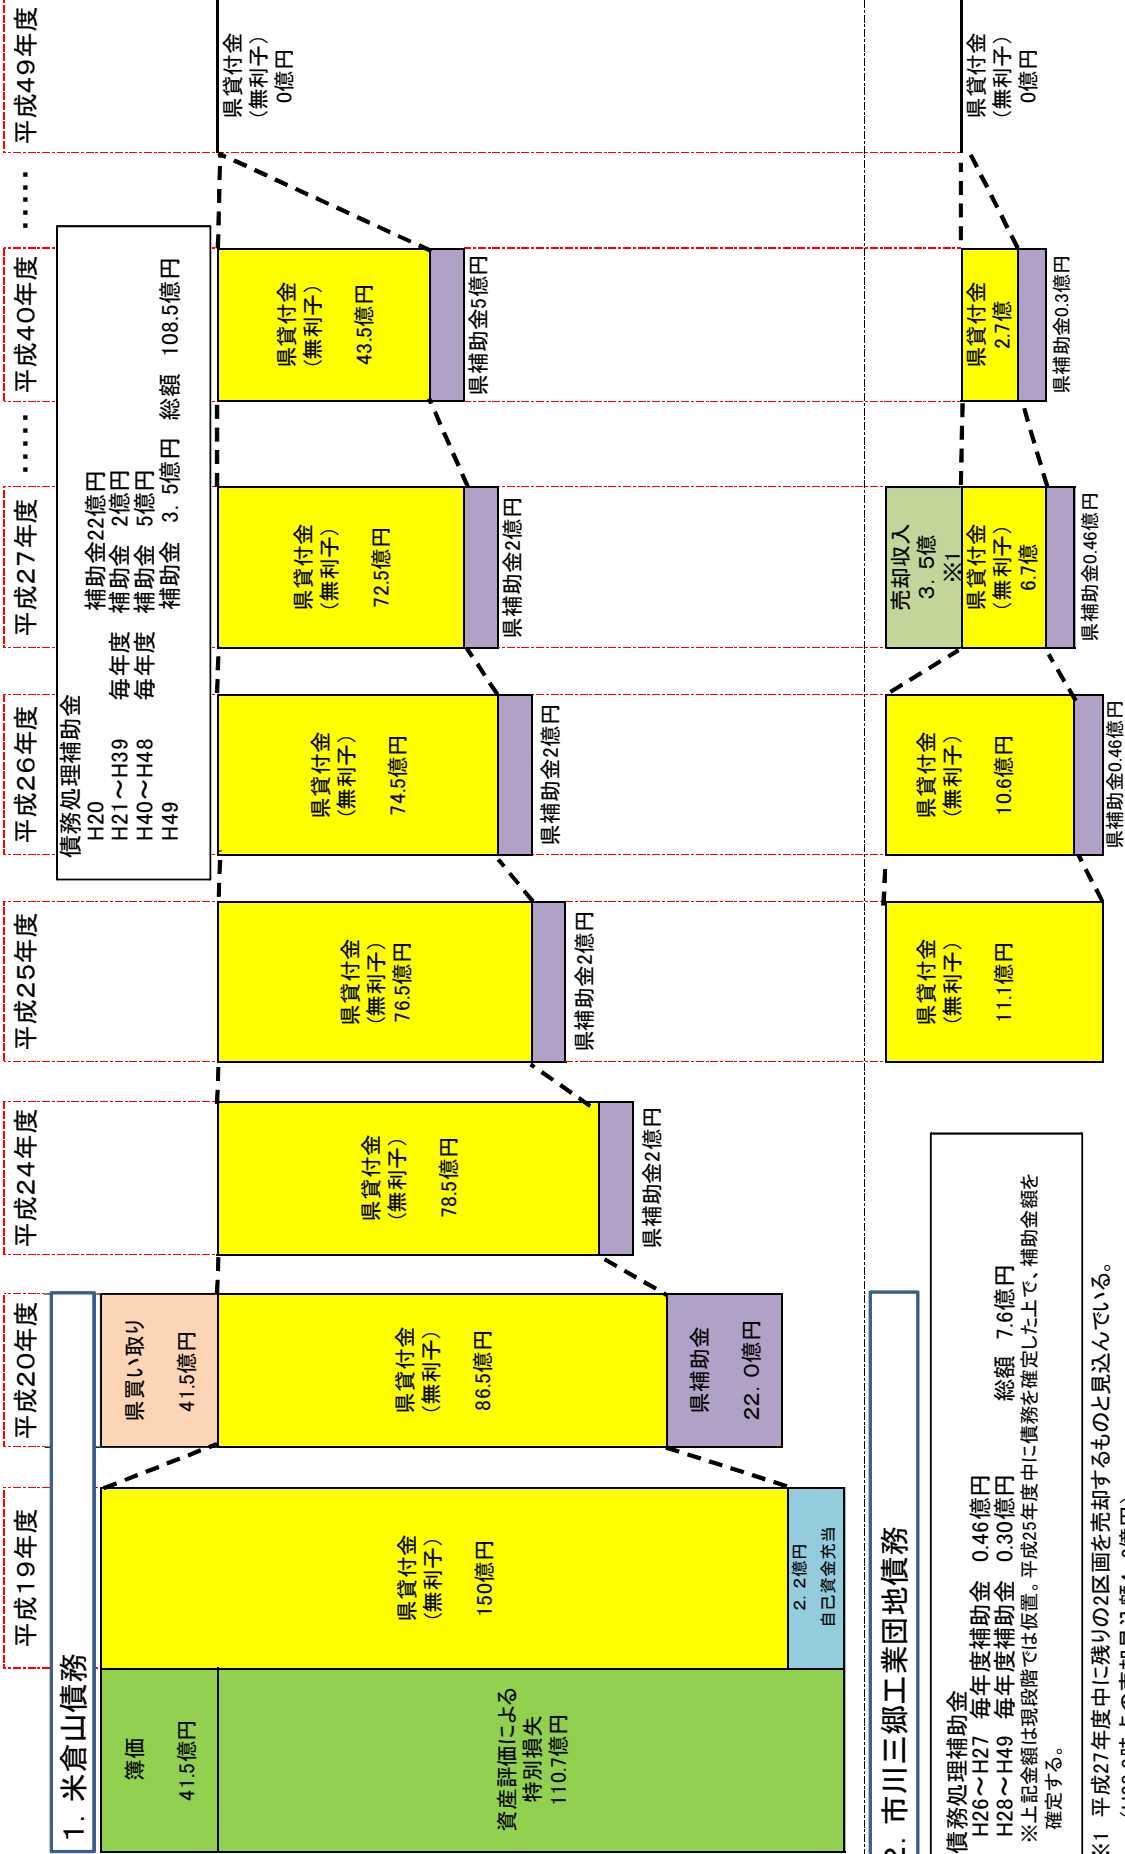 平成19年度
平成20年度
平成24年度
平成25年度
平成26年度
平成27年度
‥‥‥
平成40年度
‥‥‥
平成49年度
1．米倉山債務
債務処理補助金
H20 補助金22億円
H21～H39 毎年度 補助金 2億円
H40～H48 毎年度 補助金 5億円
H49 補助金 3．5億円 総額 108.5億円
簿価
41.5億円
資産評価による
特別損失
110.7億円
県貸付金
(無利子)
150億円
2．2億円
自己資金充当
県買い取り
41.5億円
県貸付金
(無利子)
86.5億円
県補助金
22．0億円
県貸付金
(無利子)
78.5億円
県補助金2億円
県貸付金
(無利子)
76.5億円
県補助金2億円
県貸付金
(無利子)
74.5億円
県補助金2億円
県貸付金
(無利子)
72.5億円
県補助金2億円
県貸付金
(無利子)
43.5億円
県補助金5億円
県貸付金
(無利子)
0億円
2．市川三郷工業団地債務
債務処理補助金
H26～H27 毎年度補助金 0.46億円
H28～H49 毎年度補助金 0.30億円 総額 7.6億円
※上記金額は現段階では仮置。平成25年度中に債務を確定した上で、補助金額を
確定する。
※1 平成27年度中に残りの2区画を売却するものと見込んでいる。
県貸付金
(無利子)
11.1億円
県貸付金
(無利子)
10.6億円
県補助金0.46億円
売却収入
3．5億
※1
県貸付金
(無利子)
6.7億
県補助金0.46億円
県貸付金
2.7億
県補助金0.3億円
県貸付金
(無利子)
0億円